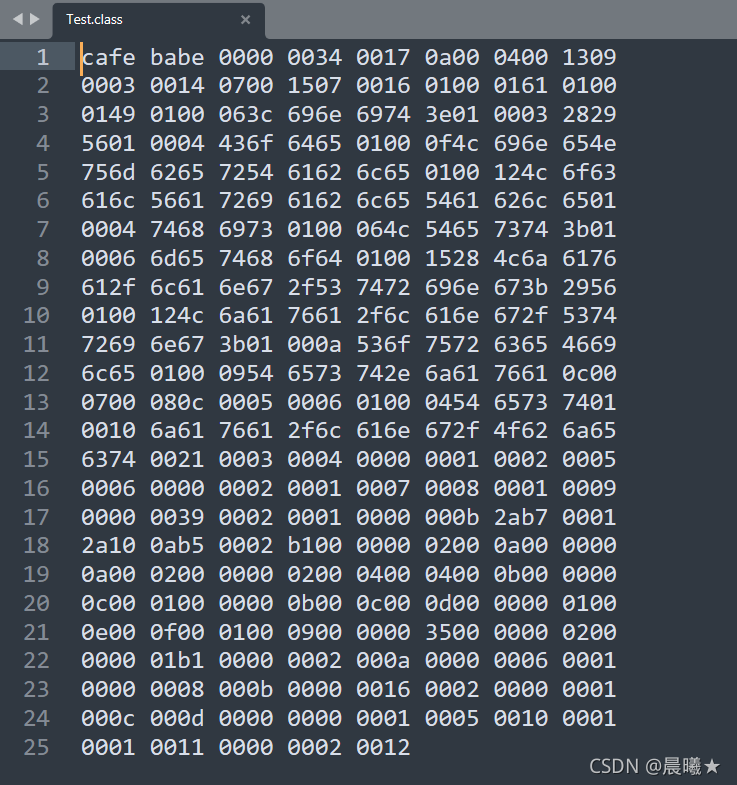 Test.class
1 cafe babe 0000 0034 0017 0a00 0400 1309
2 0003 0014 0700 1507 0016 0100 0161 0100
3 0149 0100 063c 696e 6974 3e01 0003 2829
4 5601 0004 436f 6465 0100 0f4c 696e 654e
5 756d 6265 7254 6162 6c65 0100 124c 6f63
6 616c 5661 7269 6162 6c65 5461 626c 6501
7 0004 7468 6973 0100 064c 5465 7374 3b01
8 0006 6d65 7468 6f64 0100 1528 4c6a 6176
9 612f 6c61 6e67 2f53 7472 696e 673b 2956
10 0100 124c 6a61 7661 2f6c 616e 672f 5374
11 7269 6e67 3b01 000a 536f 7572 6365 4669
12 6c65 0100 0954 6573 742e 6a61 7661 0c00
13 0700 080c 0005 0006 0100 0454 6573 7401
14 0010 6a61 7661 2f6c 616e 672f 4f62 6a65
15 6374 0021 0003 0004 0000 0001 0002 0005
16 0006 0000 0002 0001 0007 0008 0001 0009
17 0000 0039 0002 0001 0000 000b 2ab7 0001
18 2a10 0ab5 0002 b100 0000 0200 0a00 0000
19 0a00 0200 0000 0200 0400 0400 0b00 0000
20 0c00 0100 0000 0b00 0c00 0d00 0000 0100
21 0e00 0f00 0100 0900 0000 3500 0000 0200
22 0000 01b1 0000 0002 000a 0000 0006 0001
23 0000 0008 000b 0000 0016 0002 0000 0001
24 000c 000d 0000 0000 0001 0005 0010 0001
25 0001 0011 0000 0002 0012
CSDN @晨曦★